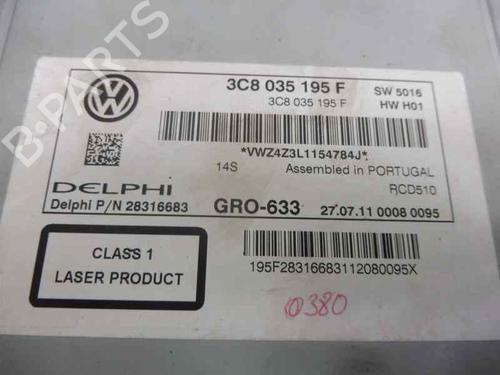 3C8 035 195 F
SW 5016
3C8 035 195 F
HW H01
*VWZ4Z3L1154784J*
14S
Assembled in PORTUGAL
DELPHI
RCD510
Delphi P/N 28316683
GRO-633
27.07.11 0008 0095
CLASS 1
LASER PRODUCT
195F28316683112080095X
0380
B-PARTS